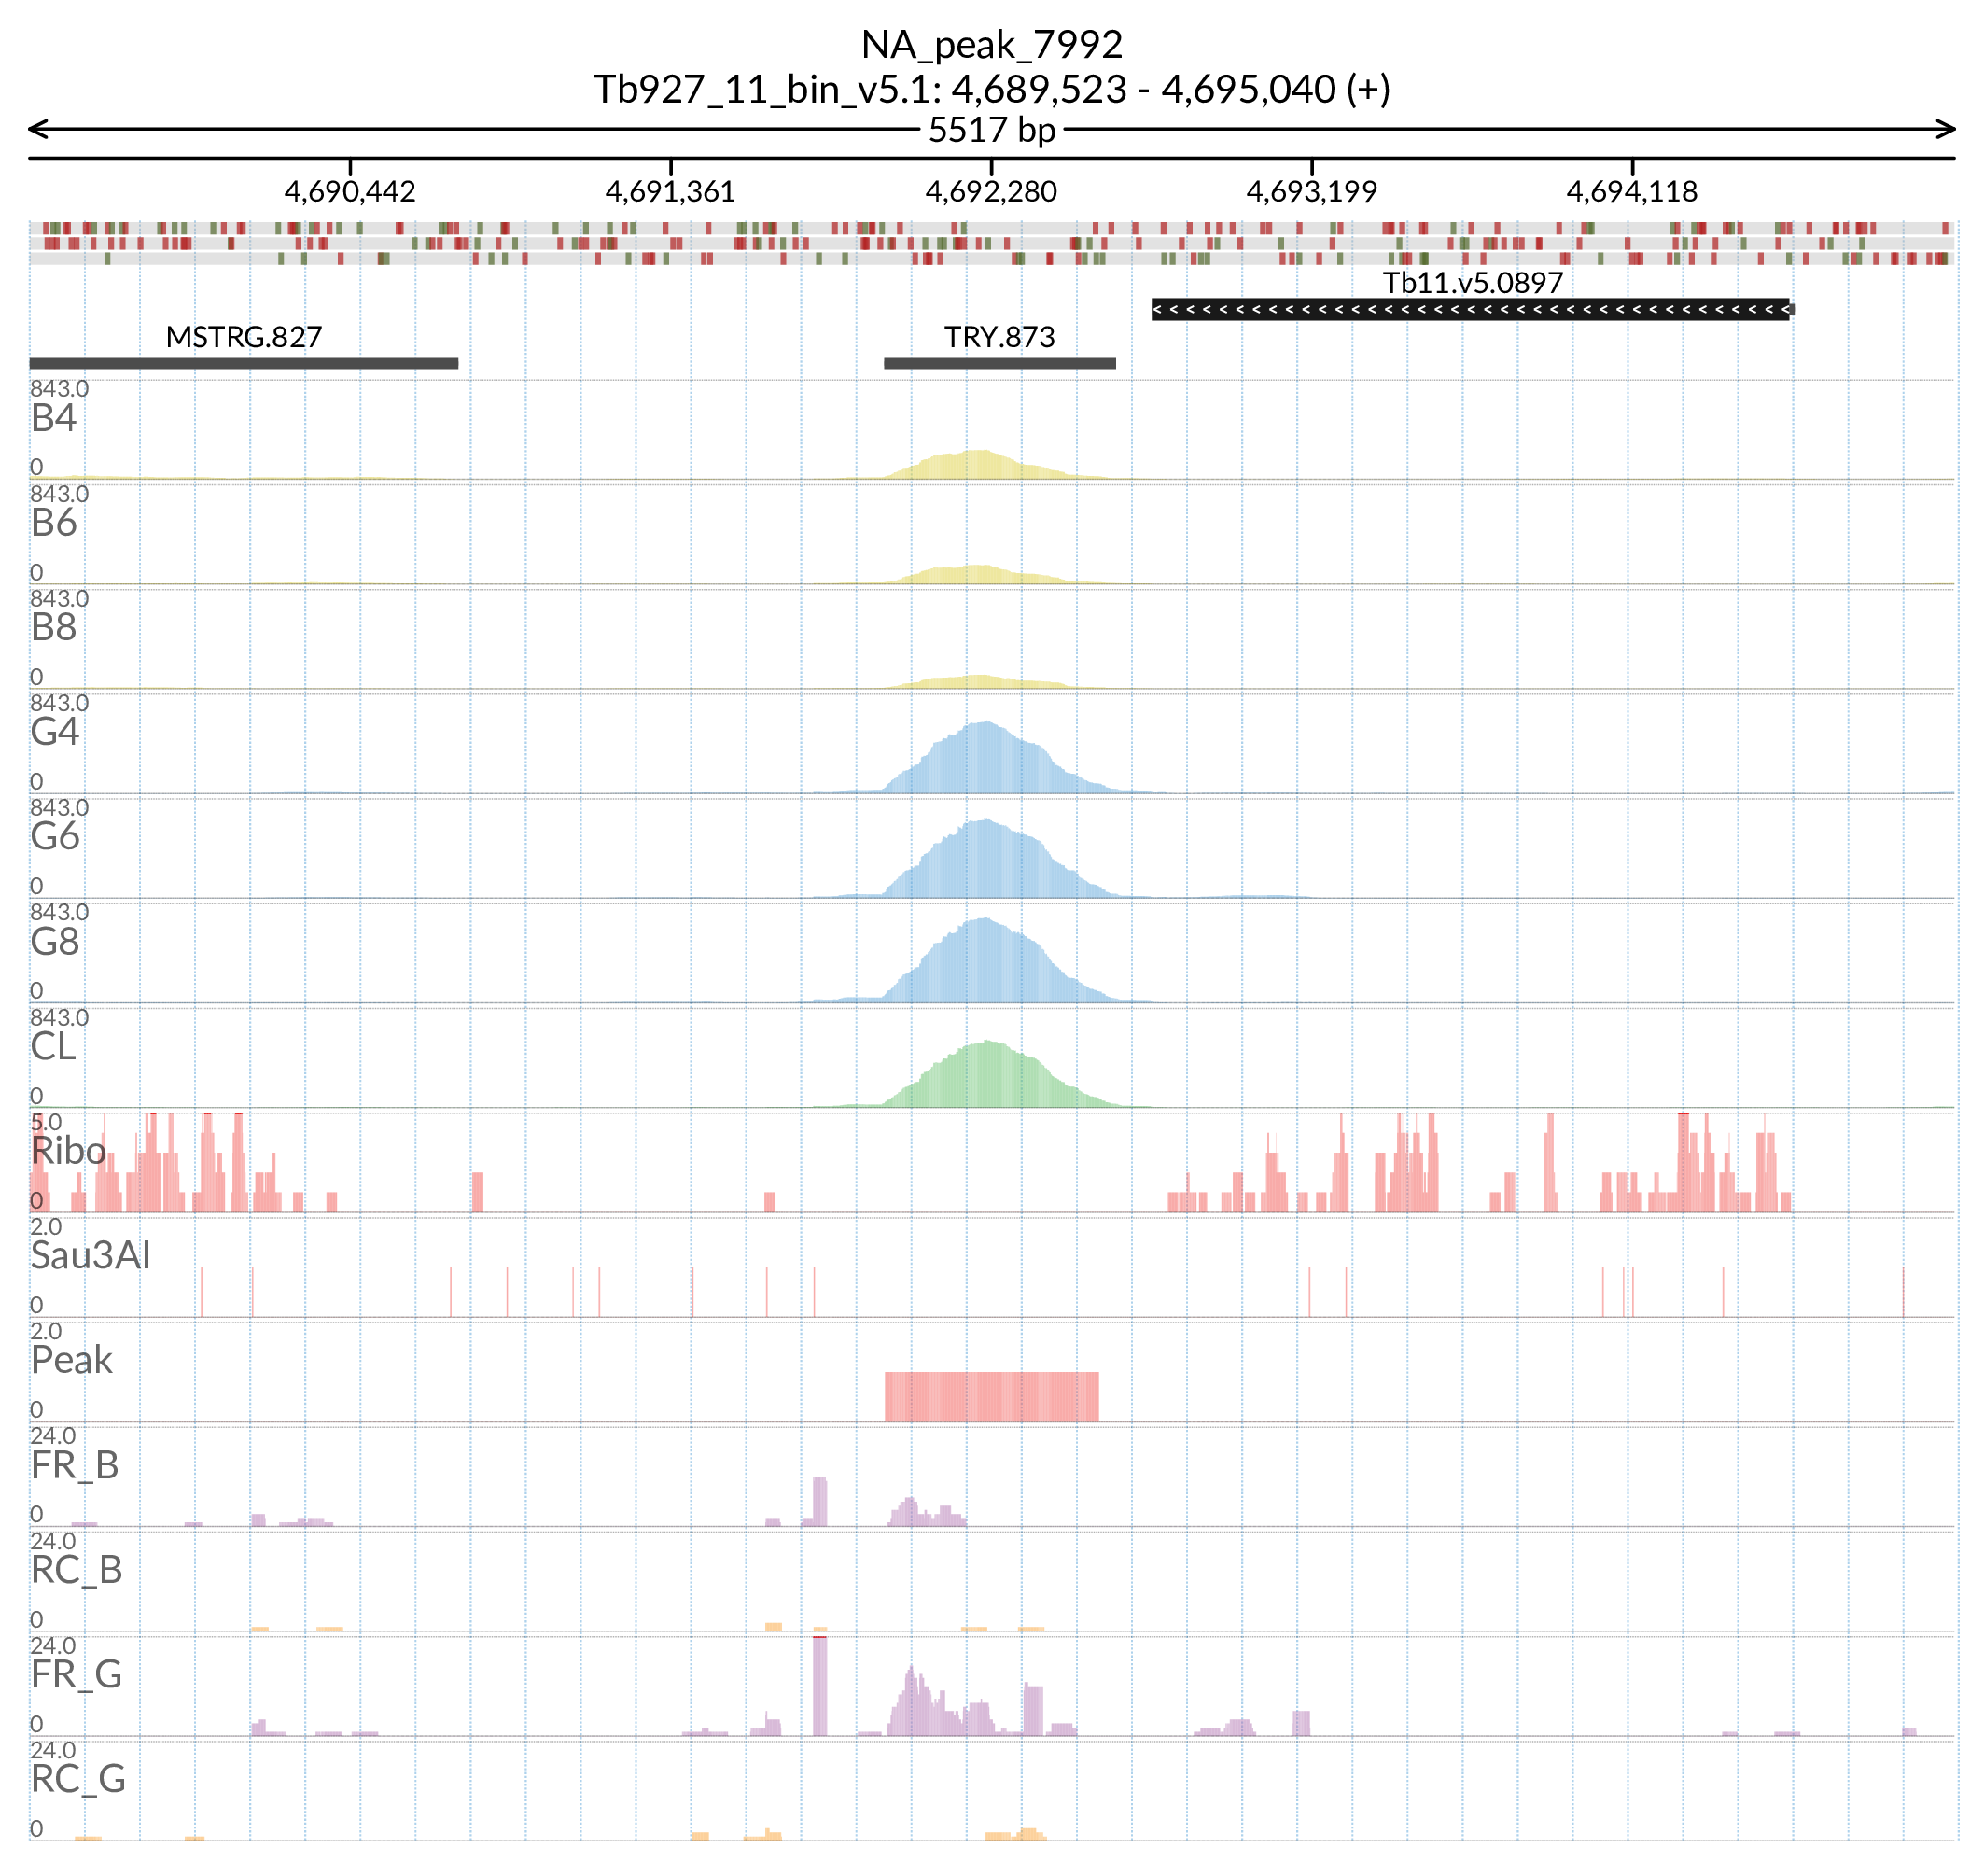 NA_peak_7992
Tb927_11_bin_v5.1: 4,689,523 - 4,695,040 (+)
5517 bp
4,690,442 4,691,361 4,692,280 4,693,199 4,694,118
Tb11.v5.0897
< < < < < < < < < < < < < < < < < < < < < < < < < < < < < < < < < < < < < <
MSTRG.827 TRY.873
843.0
B4
0
843.0
B6
0
843.0
B8
0
843.0
G4
0
843.0
G6
0
843.0
G8
0
843.0
CL
0
5.0
Ribo
0
2.0
Sau3AI
0
2.0
Peak
0
24.0
FR_B
0
24.0
RC_B
0
24.0
FR_G
0
24.0
RC_G
0